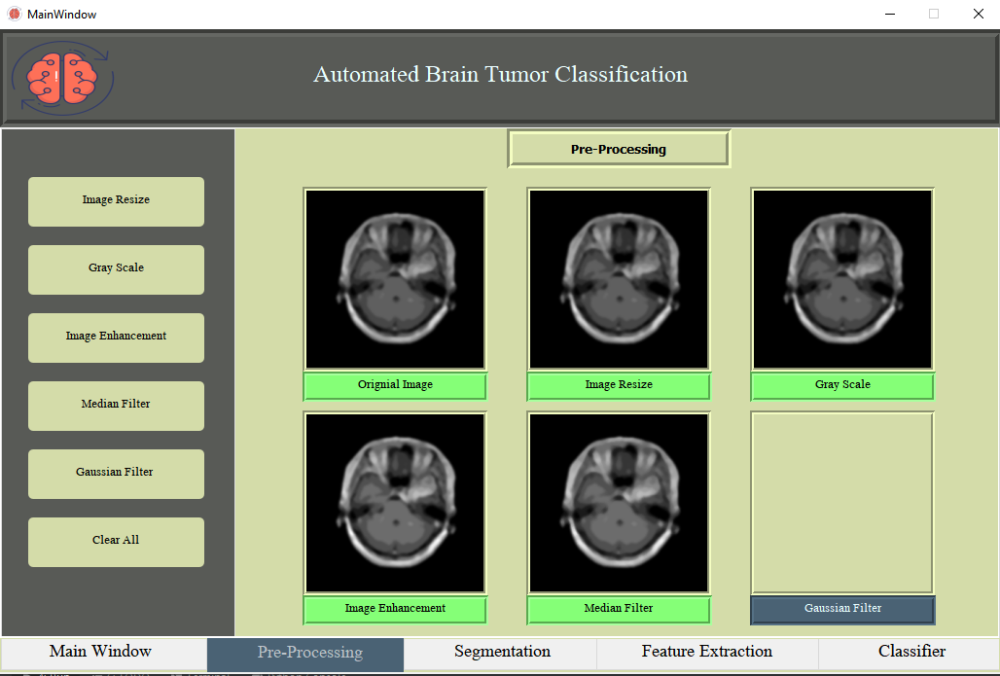 MainWindow
Automated Brain Tumor Classification
Pre-Processing
Image Resize
Gray Scale
Image Enhancement
Median Filter
Gaussian Filter
Clear All
Orignial Image
Image Resize
Gray Scale
Image Enhancement
Median Filter
Gaussian Filter
Main Window
Pre-Processing
Segmentation
Feature Extraction
Classifier